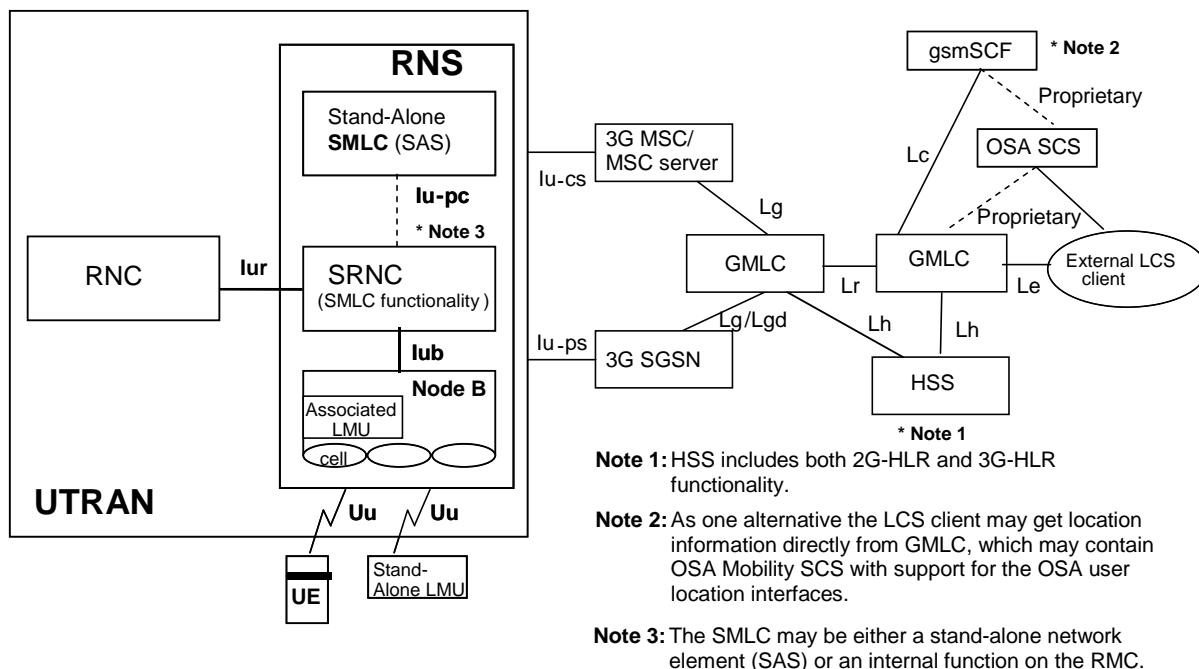 RNS
Stand-Alone
SMLC (SAS)
Iu-pc
* Note 3
RNC
Iur
SRNC
(SMLC functionality )
Iub
Node B
Associated
LMU
cell
UTRAN
Uu
Uu
UE
Stand-
Alone LMU
Iu-cs
3G MSC/
MSC server
Lg
GMLC
Lg/Lgd
Iu-ps
3G SGSN
Lr
Lh
gsmSCF
* Note 2
Proprietary
OSA SCS
Lc
Proprietary
GMLC
Le
External LCS
client
Lh
HSS
* Note 1
Note 1: HSS includes both 2G-HLR and 3G-HLR
functionality.
Note 2: As one alternative the LCS client may get location
information directly from GMLC, which may contain
OSA Mobility SCS with support for the OSA user
location interfaces.
Note 3: The SMLC may be either a stand-alone network
element (SAS) or an internal function on the RMC.